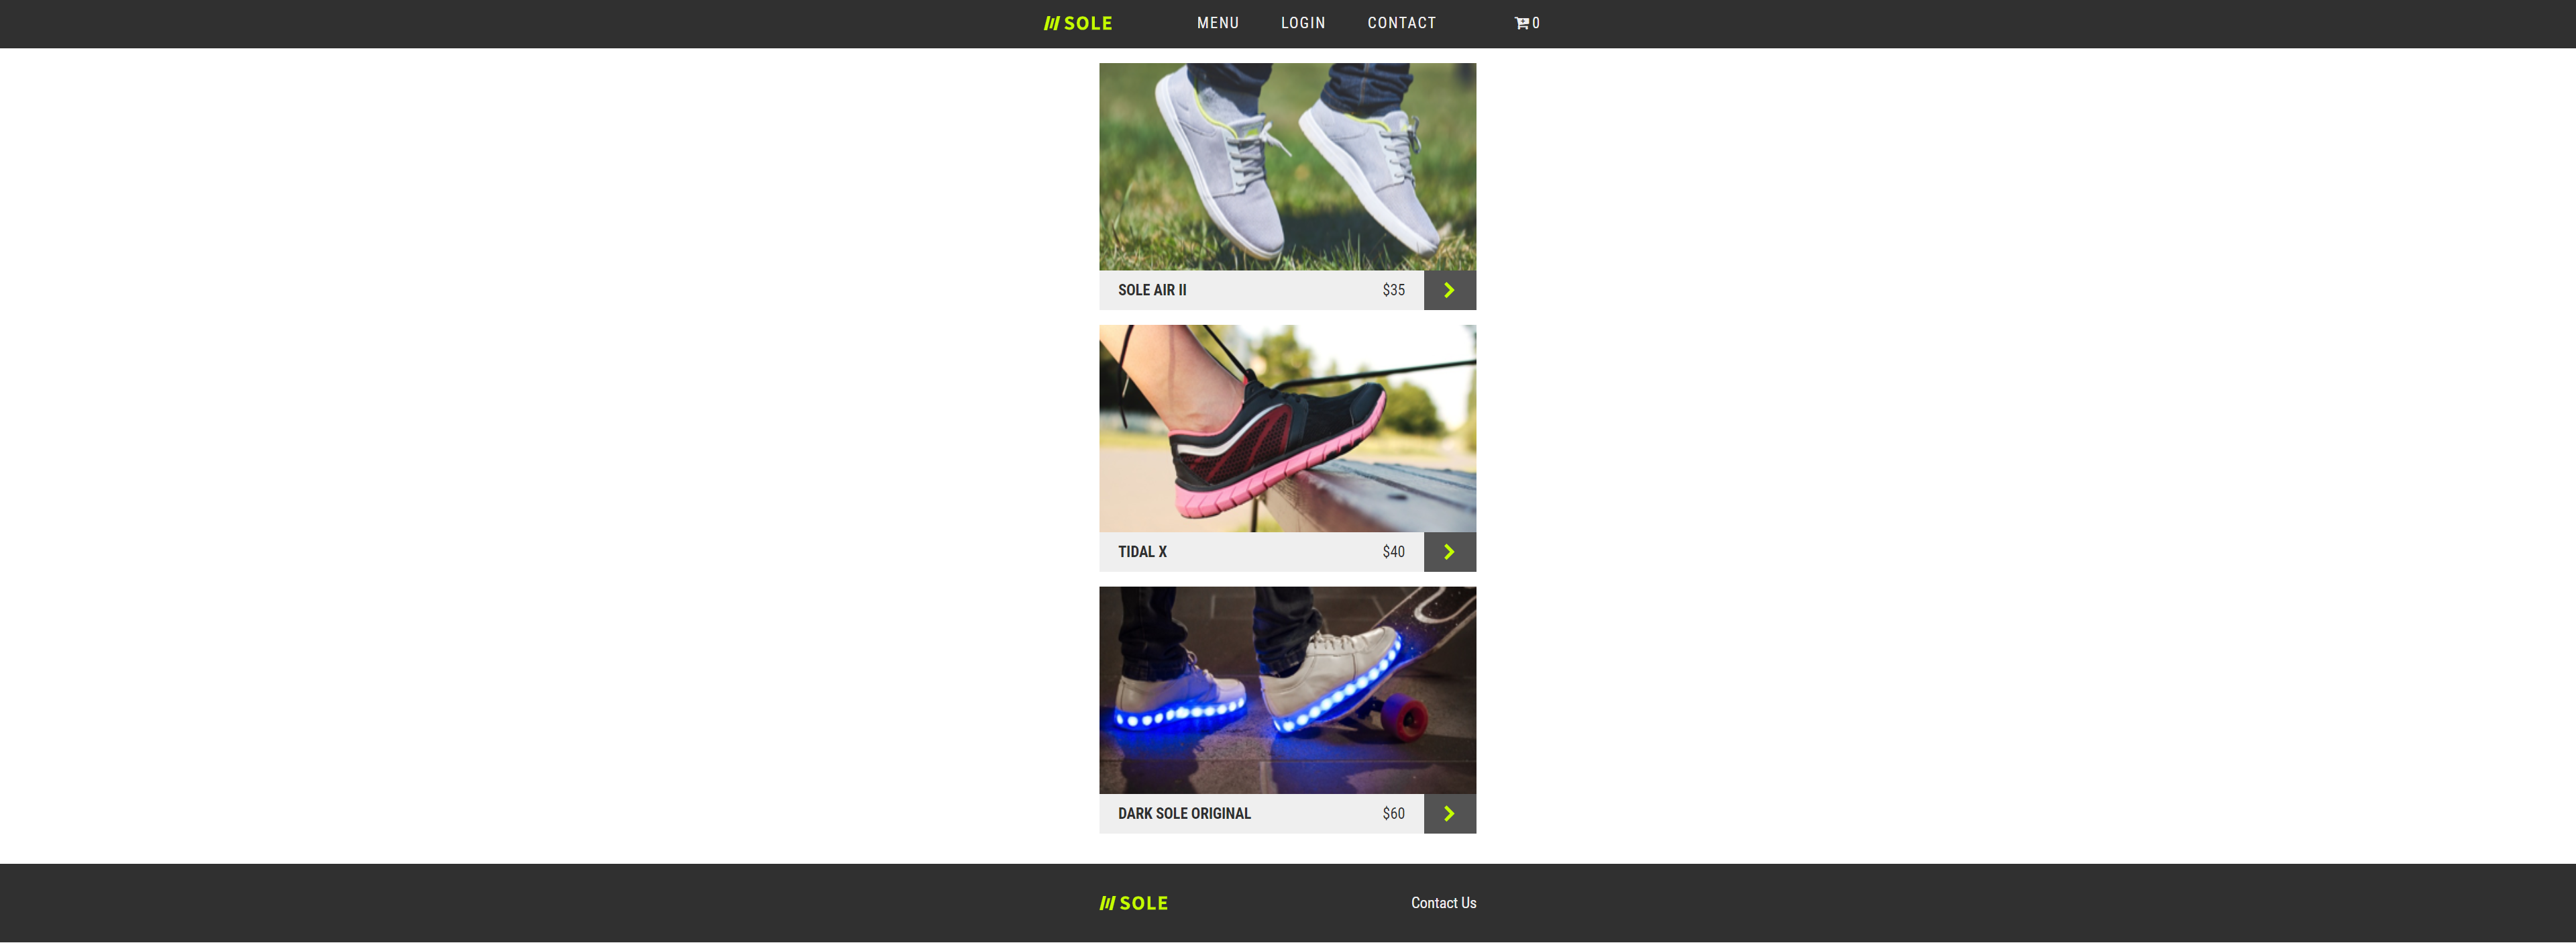 SOLE MENU LOGIN CONTACT 0
SOLE AIR II $35
TIDAL X $40
DARK SOLE ORIGINAL $60
SOLE Contact Us